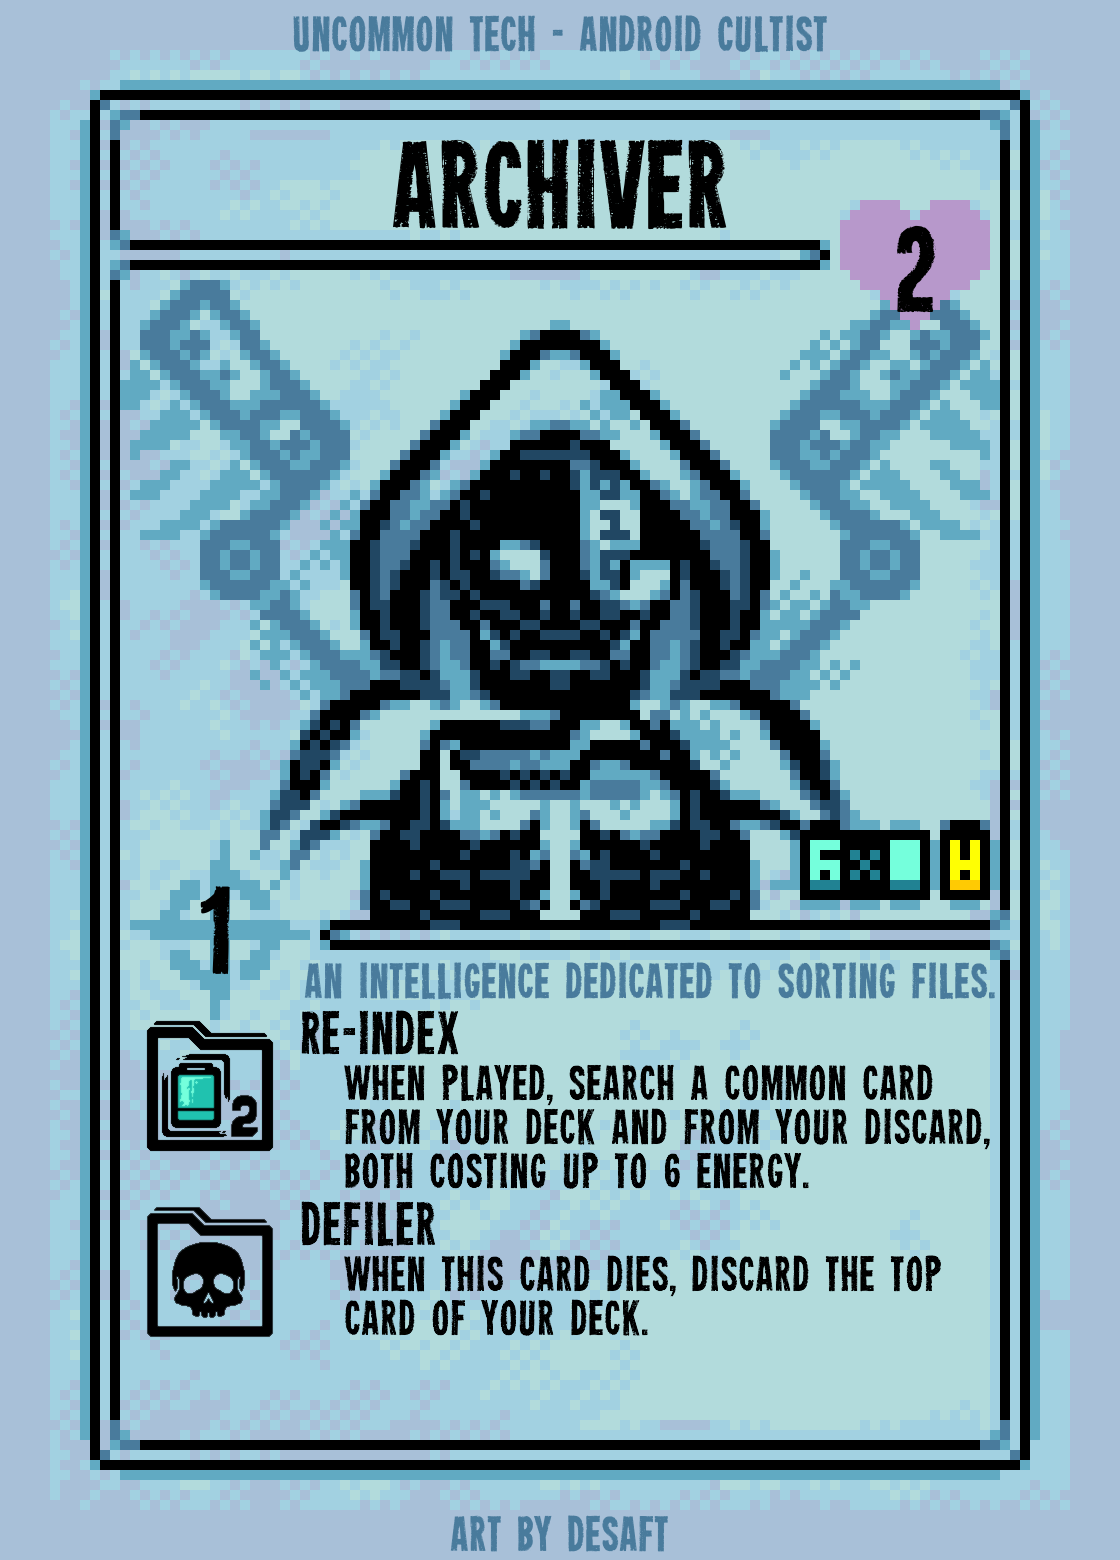 UNCOMMON TECH - ANDROID CULTIST
ARCHIVER
2
6 X
1
AN INTELLIGENCE DEDICATED TO SORTING FILES.
RE-INDEX
WHEN PLAYED, SEARCH A COMMON CARD
FROM YOUR DECK AND FROM YOUR DISCARD,
BOTH COSTING UP TO 6 ENERGY.
2
DEFILER
WHEN THIS CARD DIES, DISCARD THE TOP
CARD OF YOUR DECK.
ART BY DESAFT